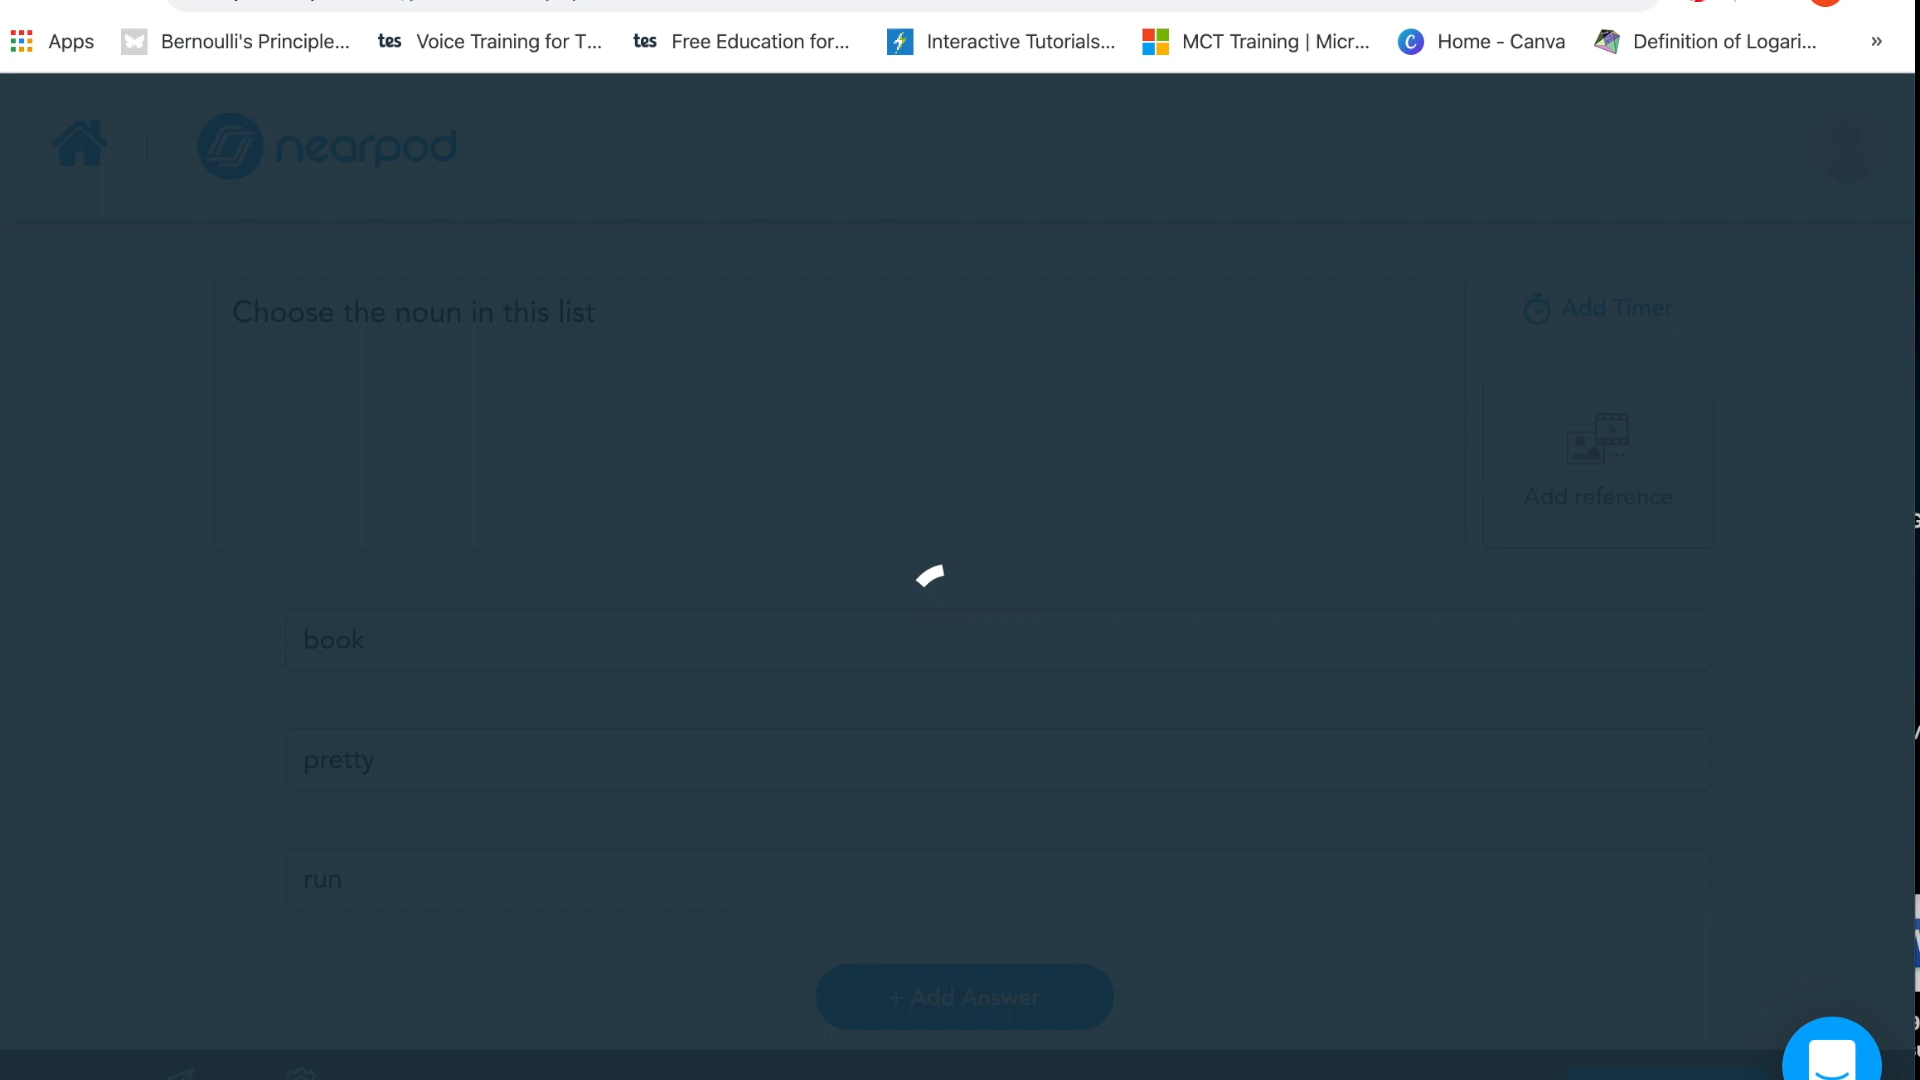 Apps Bernoulli's Principle... tes Voice Training for T... tes Free Education for... Interactive Tutorials... MCT Training | Micr... Home - Canva Definition of Logari... »
nearpod
Choose the noun in this list
Add Timer
Add reference
book
pretty
run
+ Add Answer